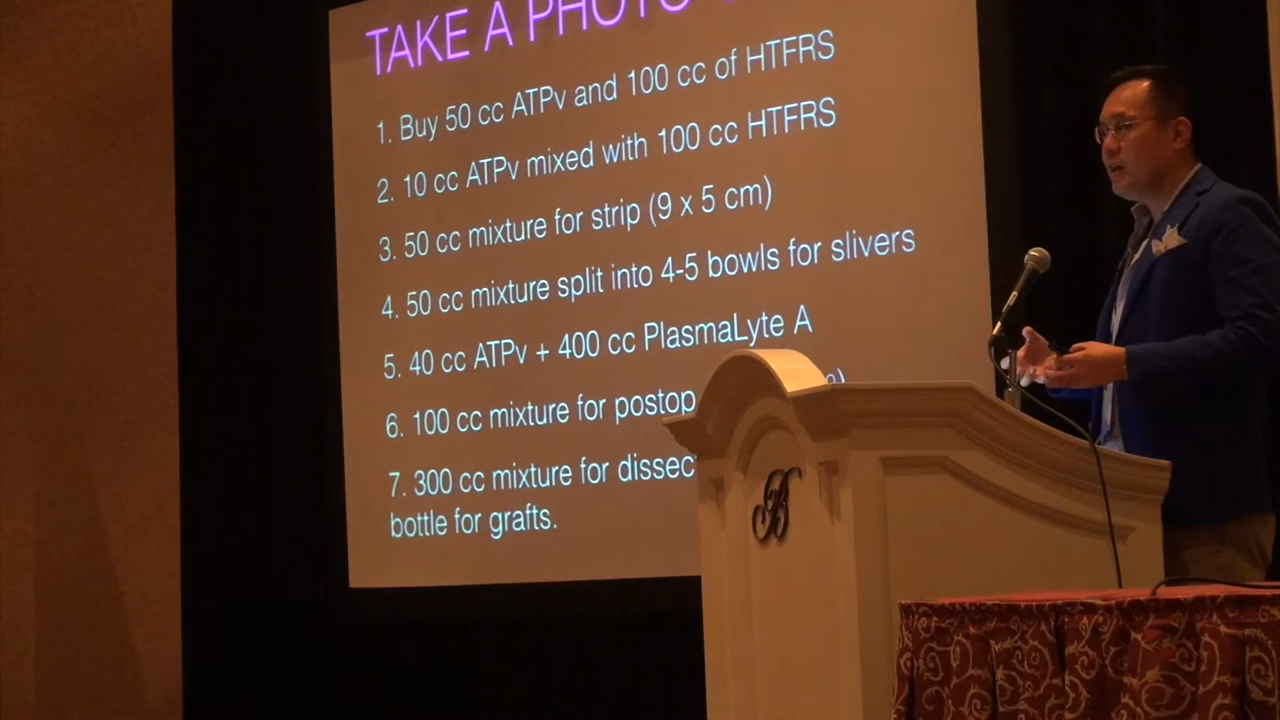 TAKE A PHOTO
1. Buy 50 cc ATPv and 100 cc of HTFRS
2. 10 cc ATPv mixed with 100 cc HTFRS
3. 50 cc mixture for strip (9 x 5 cm)
4. 50 cc mixture split into 4-5 bowls for slivers
5. 40 cc ATPv + 400 cc PlasmaLyte A
6. 100 cc mixture for postop
7. 300 cc mixture for
bottle for grafts.
B